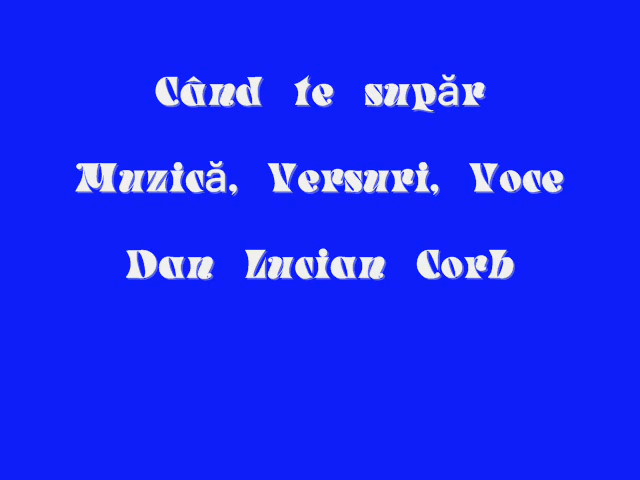 Când te supăr
Muzică, Versuri, Voce
Dan Lucian Corb